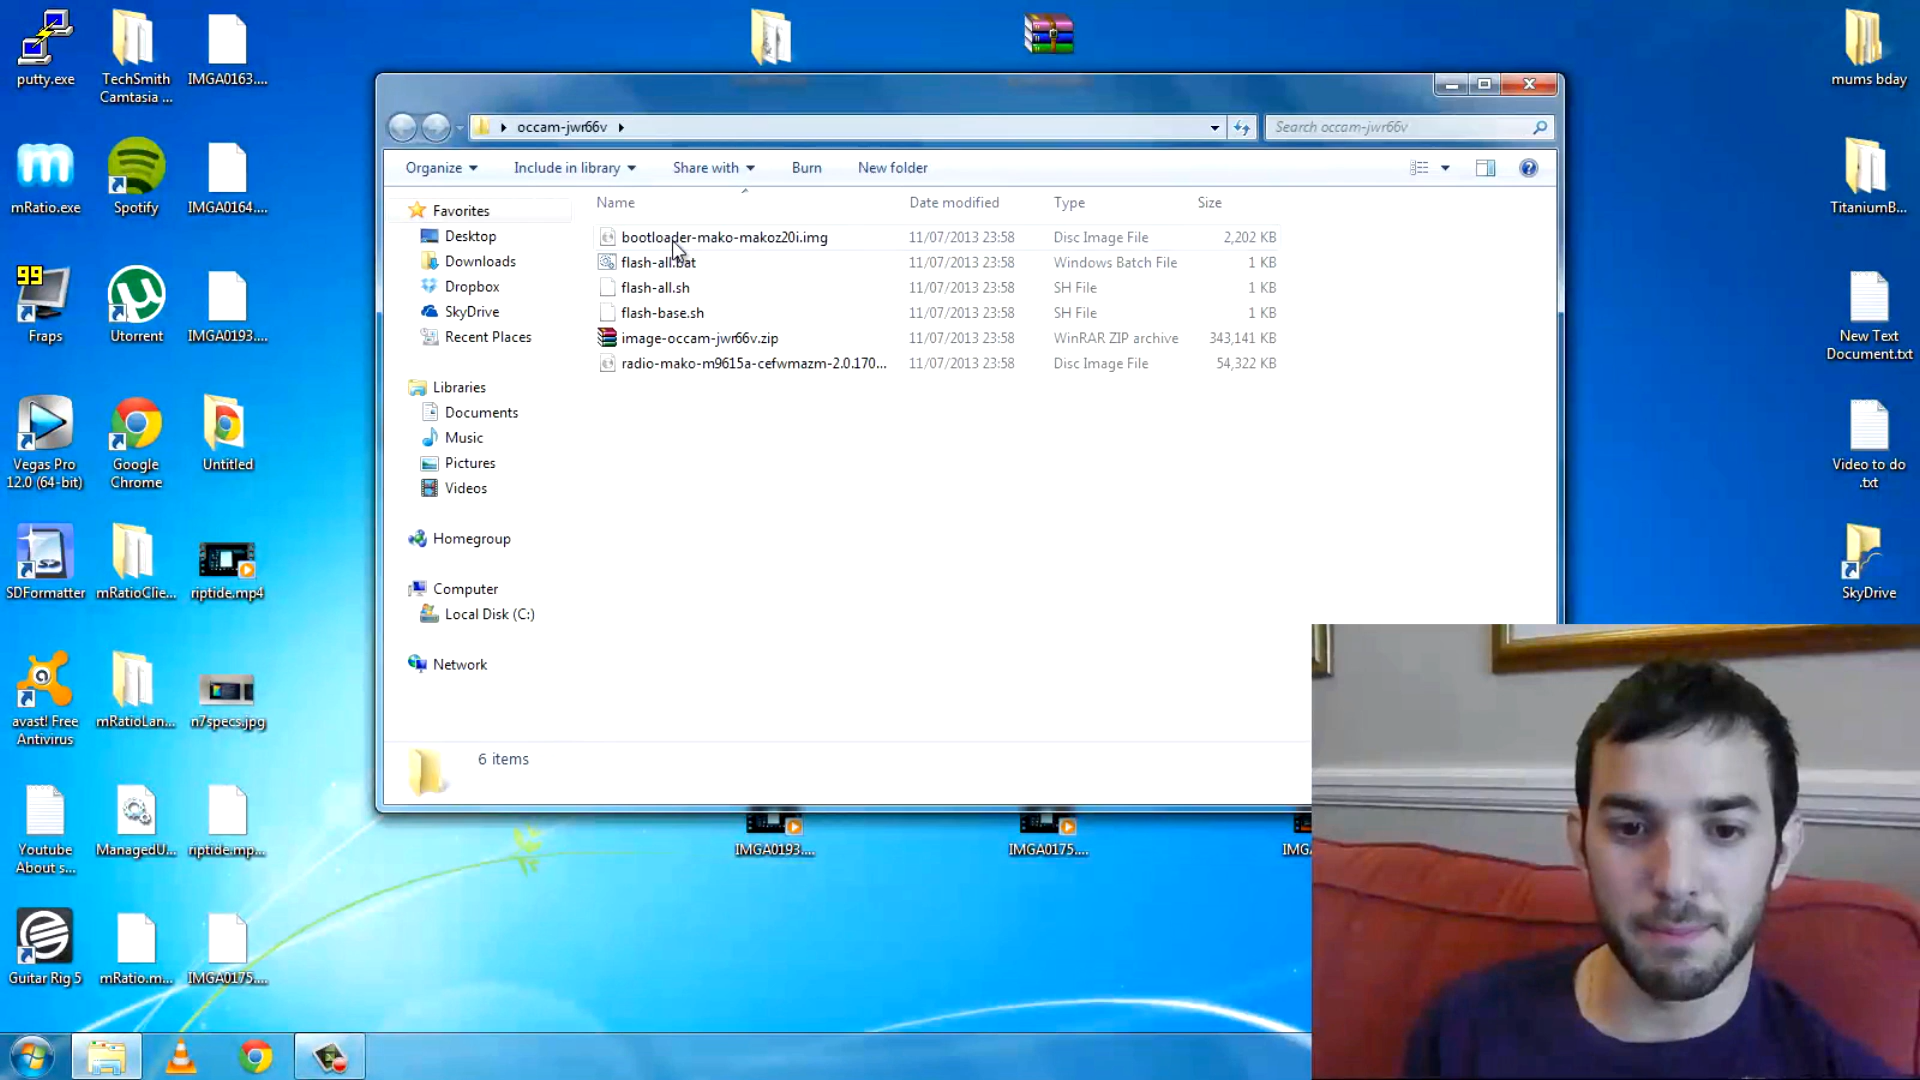 putty.exe
TechSmith
Camtasia ...
IMGA0163....
mums bday
occam-jwr66v
Search occam-jwr66v
Organize
Include in library
Share with
Burn
New folder
mRatio.exe
Spotify
IMGA0164....
TitaniumB...
Name
Date modified
Type
Size
Favorites
Desktop
Downloads
Dropbox
SkyDrive
Recent Places
Libraries
Documents
Music
Pictures
Videos
Homegroup
Computer
Local Disk (C:)
Network
bootloader-mako-makoz20i.img
11/07/2013 23:58
Disc Image File
2,202 KB
flash-all.bat
11/07/2013 23:58
Windows Batch File
1 KB
flash-all.sh
11/07/2013 23:58
SH File
1 KB
flash-base.sh
11/07/2013 23:58
SH File
1 KB
image-occam-jwr66v.zip
11/07/2013 23:58
WinRAR ZIP archive
343,141 KB
radio-mako-m9615a-cefwmazm-2.0.170...
11/07/2013 23:58
Disc Image File
54,322 KB
6 items
99
Fraps
Utorrent
IMGA0193....
New Text
Document.txt
Vegas Pro
12.0 (64-bit)
Google
Chrome
Untitled
Video to do
.txt
SD
SDFormatter
mRatioClie...
riptide.mp4
SkyDrive
avast! Free
Antivirus
mRatioLan...
n7specs.jpg
Youtube
About s...
ManagedU...
riptide.mp...
IMGA0193....
IMGA0175....
IMGA
Guitar Rig 5
mRatio.m...
IMGA0175....